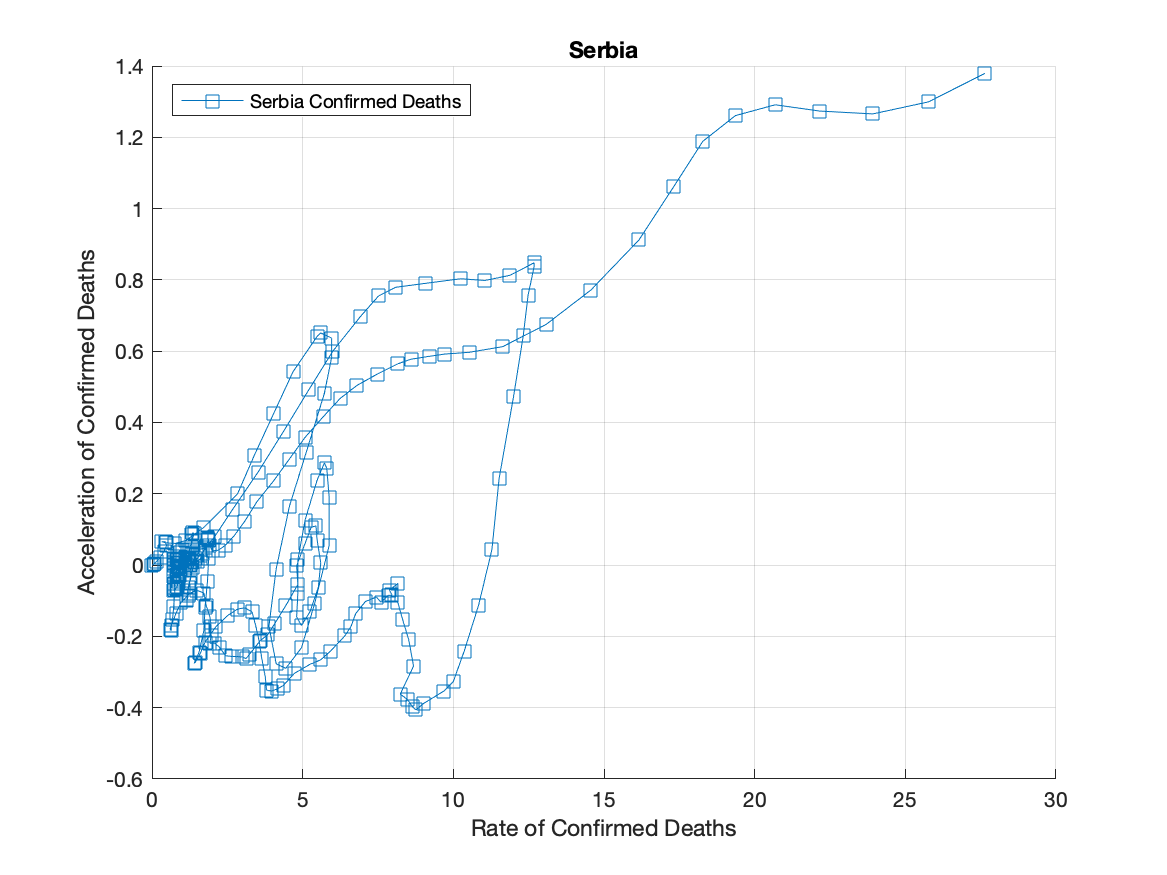 Serbia
1.4
Serbia Confirmed Deaths
1.2
1
0.8
0.6
0.4
0.2
0
-0.2
-0.4
-0.6
Acceleration of Confirmed Deaths
0 5 10 15 20 25 30
Rate of Confirmed Deaths